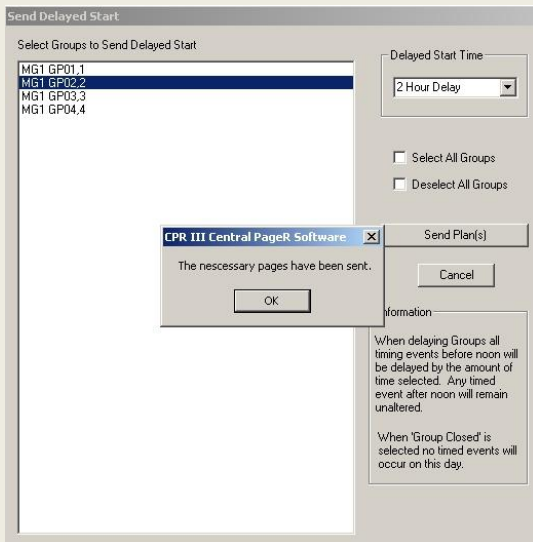 Send Delayed Start
Select Groups to Send Delayed Start
MG1 GP01,1
MG1 GP02,2
MG1 GP03,3
MG1 GP04,4
Delayed Start Time
2 Hour Delay
Select All Groups
Deselect All Groups
CPR III Central PageR Software
The nescessary pages have been sent.
OK
Send Plan(s)
Cancel
nformation
When delaying Groups all
timing events before noon will
be delayed by the amount of
time selected. Any timed
event after noon will remain
unaltered.
When 'Group Closed' is
selected no timed events will
occur on this day.